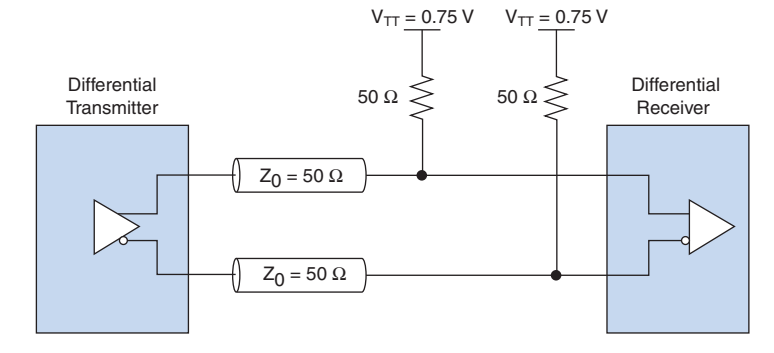 V_TT = 0.75 V
V_TT = 0.75 V
Differential
Transmitter
50 Ω
50 Ω
Differential
Receiver
Z_0 = 50 Ω
Z_0 = 50 Ω